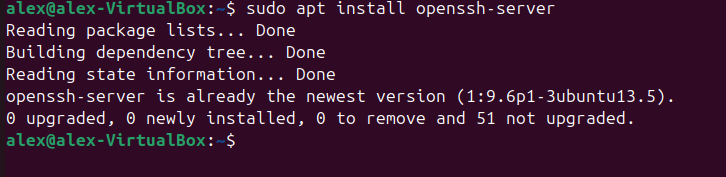 alex@alex-VirtualBox:~$ sudo apt install openssh-server
Reading package lists... Done
Building dependency tree... Done
Reading state information... Done
openssh-server is already the newest version (1:9.6p1-3ubuntu13.5).
0 upgraded, 0 newly installed, 0 to remove and 51 not upgraded.
alex@alex-VirtualBox:~$